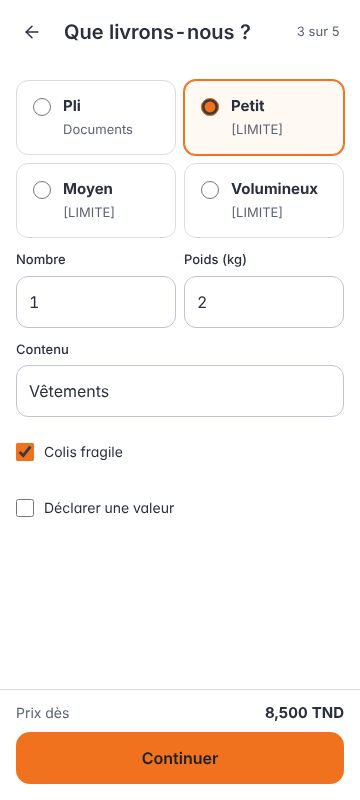 Que livrons-nous ?
3 sur 5
Pli
Documents
Petit
[LIMITE]
Moyen
[LIMITE]
Volumineux
[LIMITE]
Nombre
Poids (kg)
1
2
Contenu
Vêtements
Colis fragile
Déclarer une valeur
Prix dès
8,500 TND
Continuer